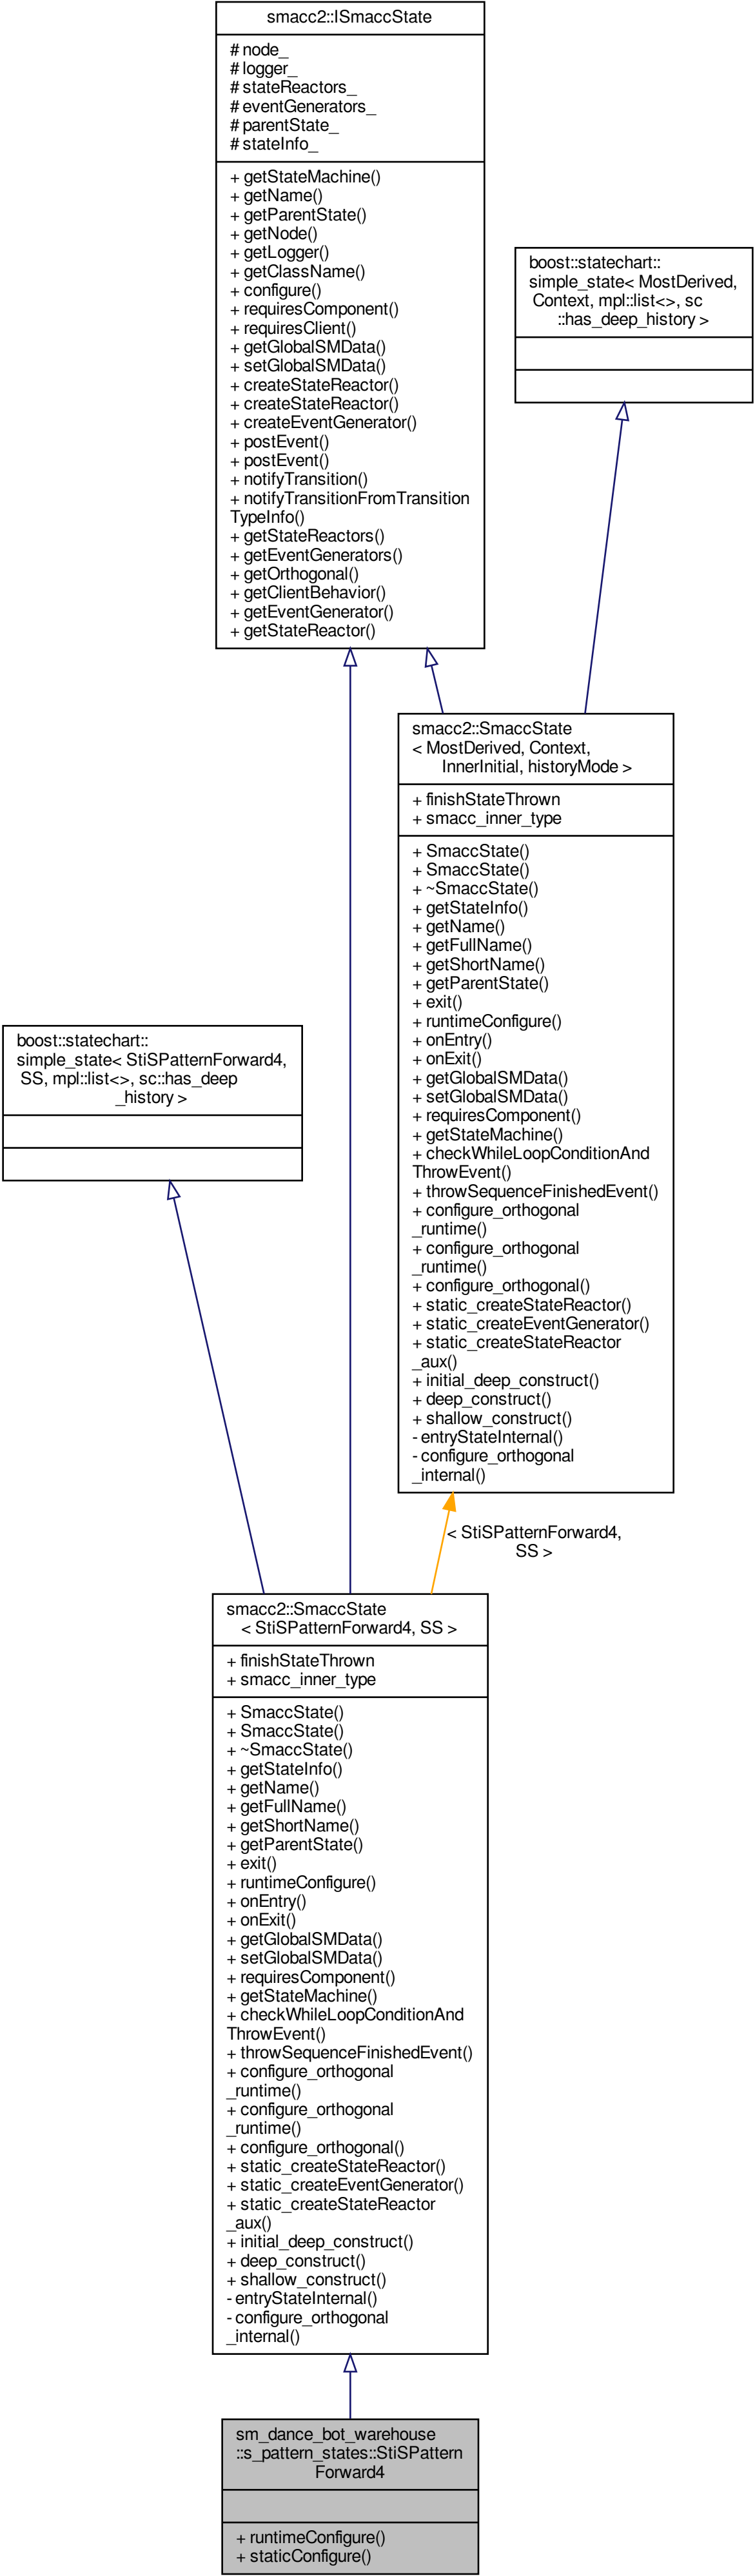 smacc2::ISmaccState
# node_
# logger_
# stateReactors_
# eventGenerators_
# parentState_
# stateInfo_
+ getStateMachine()
+ getName()
+ getParentState()
+ getNode()
+ getLogger()
+ getClassName()
+ configure()
+ requiresComponent()
+ requiresClient()
+ getGlobalSMData()
+ setGlobalSMData()
+ createStateReactor()
+ createStateReactor()
+ createEventGenerator()
+ postEvent()
+ postEvent()
+ notifyTransition()
+ notifyTransitionFromTransition
TypeInfo()
+ getStateReactors()
+ getEventGenerators()
+ getOrthogonal()
+ getClientBehavior()
+ getEventGenerator()
+ getStateReactor()
boost::statechart::
simple_state< MostDerived,
Context, mpl::list<>, sc
::has_deep_history >
smacc2::SmaccState
< MostDerived, Context,
InnerInitial, historyMode >
+ finishStateThrown
+ smacc_inner_type
+ SmaccState()
+ SmaccState()
+ ~SmaccState()
+ getStateInfo()
+ getName()
+ getFullName()
+ getShortName()
+ getParentState()
+ exit()
+ runtimeConfigure()
+ onEntry()
+ onExit()
+ getGlobalSMData()
+ setGlobalSMData()
+ requiresComponent()
+ getStateMachine()
+ checkWhileLoopConditionAnd
ThrowEvent()
+ throwSequenceFinishedEvent()
+ configure_orthogonal
_runtime()
+ configure_orthogonal
_runtime()
+ configure_orthogonal()
+ static_createStateReactor()
+ static_createEventGenerator()
+ static_createStateReactor
_aux()
+ initial_deep_construct()
+ deep_construct()
+ shallow_construct()
- entryStateInternal()
- configure_orthogonal
_internal()
boost::statechart::
simple_state< StiSPatternForward4,
SS, mpl::list<>, sc::has_deep
_history >
< StiSPatternForward4,
SS >
smacc2::SmaccState
< StiSPatternForward4, SS >
+ finishStateThrown
+ smacc_inner_type
+ SmaccState()
+ SmaccState()
+ ~SmaccState()
+ getStateInfo()
+ getName()
+ getFullName()
+ getShortName()
+ getParentState()
+ exit()
+ runtimeConfigure()
+ onEntry()
+ onExit()
+ getGlobalSMData()
+ setGlobalSMData()
+ requiresComponent()
+ getStateMachine()
+ checkWhileLoopConditionAnd
ThrowEvent()
+ throwSequenceFinishedEvent()
+ configure_orthogonal
_runtime()
+ configure_orthogonal
_runtime()
+ configure_orthogonal()
+ static_createStateReactor()
+ static_createEventGenerator()
+ static_createStateReactor
_aux()
+ initial_deep_construct()
+ deep_construct()
+ shallow_construct()
- entryStateInternal()
- configure_orthogonal
_internal()
sm_dance_bot_warehouse
::s_pattern_states::StiSPattern
Forward4
+ runtimeConfigure()
+ staticConfigure()